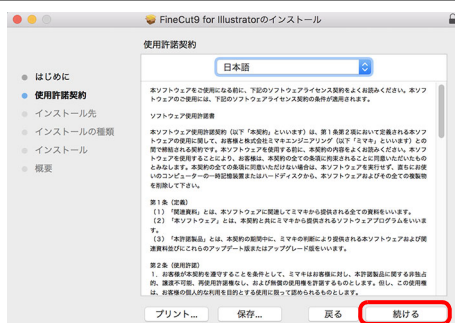 FineCut9 for Illustratorのインストール
使用許諾契約
日本語
はじめに
使用許諾契約
インストール先
インストールの種類
インストール
概要
本ソフトウェアをご使用になる前に、下記のソフトウェアライセンス契約をよくお読みください。本ソフ
トウェアのご使用には、下記のソフトウェアライセンス契約の条件が適用されます。
ソフトウェア使用許諾書
本ソフトウェア使用許諾契約（以下「本契約」といいます）は、第１条第２項において定義される本ソフ
トウェアの使用に関して、お客様と株式会社ミマキエンジニアリング（以下「ミマキ」といいます）との
間で締結される契約です。本ソフトウェアを使用する前に、本契約の内容をよくお読みください。本ソフ
トウェアを使用することにより、お客様は、本契約の全ての条項に拘束されることに同意いただいたもの
とみなします。本契約の全ての条項に同意いただけない場合は、本ソフトウェアを実行せず、直ちにお使
いのコンピューターの一時記憶装置またはハードディスクから、本ソフトウェアおよびその全ての複製物
を削除して下さい。
第１条（定義）
（１）「関連資料」とは、本ソフトウェアに関連してミマキから提供される全ての資料をいいます。
（２）「本ソフトウェア」とは、本契約と共にミマキから提供されるソフトウェアプログラムをいいま
す。
（３）「本許諾製品」とは、本契約の期間中に、ミマキの判断により提供される本ソフトウェアおよび関
連資料並びにこれらのアップデート版またはアップグレード版をいいます。
第２条（使用許諾）
１．お客様が本契約を遵守することを条件として、ミマキはお客様に対し、本許諾製品に関する非独占
的、譲渡不可能、再使用許諾権なし、および無償の使用権を許諾するものとします。但し、この使用権
は、お客様の個人的な利用を目的とする使用に限って認められるものとします。
プリント... 保存... 戻る 続ける